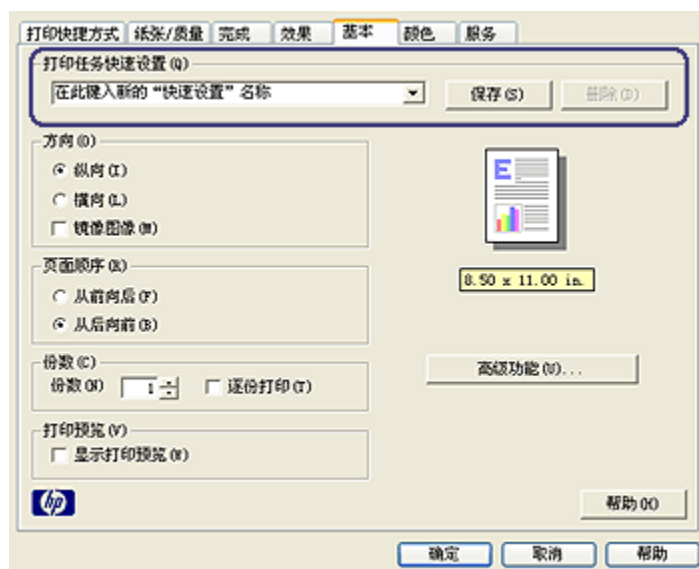 打印快捷方式 纸张/质量 完成 效果 基本 颜色 服务
打印任务快速设置(Q)
在此键入新的“快速设置”名称 保存(S) 删除(D)
方向(O)
纵向(T)
横向(L)
镜像图像(M)
E
页面顺序(R)
8.50 x 11.00 in.
从前向后(F)
从后向前(B)
份数(C)
份数(N) 1 逐份打印(T)
高级功能(U)...
打印预览(V)
显示打印预览(W)
hp
帮助(H)
确定 取消 帮助